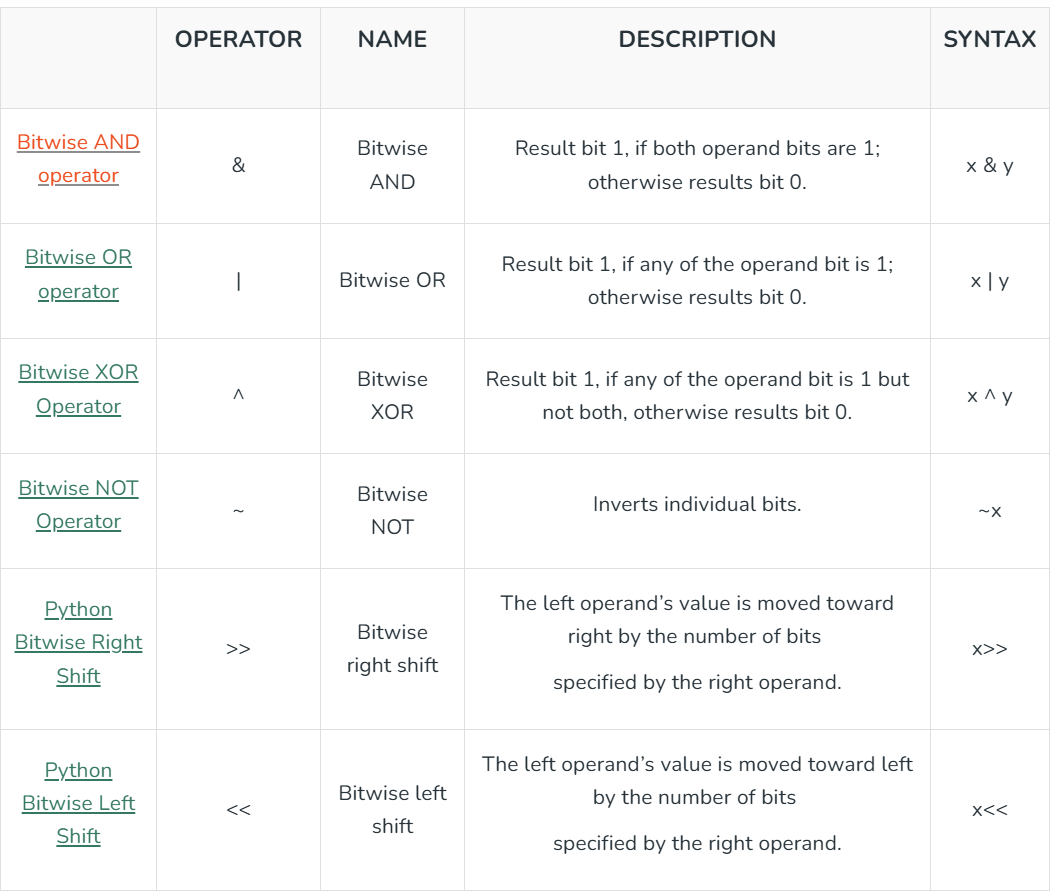 OPERATOR NAME DESCRIPTION SYNTAX
Bitwise AND
operator
&
Bitwise
AND
Result bit 1, if both operand bits are 1;
otherwise results bit 0.
x & y
Bitwise OR
operator
|
Bitwise OR
Result bit 1, if any of the operand bit is 1;
otherwise results bit 0.
x | y
Bitwise XOR
Operator
^
Bitwise
XOR
Result bit 1, if any of the operand bit is 1 but
not both, otherwise results bit 0.
x ^ y
Bitwise NOT
Operator
~
Bitwise
NOT
Inverts individual bits.
~x
Python
Bitwise Right
Shift
>>
Bitwise
right shift
The left operand’s value is moved toward
right by the number of bits
specified by the right operand.
x>>
Python
Bitwise Left
Shift
<<
Bitwise left
shift
The left operand’s value is moved toward left
by the number of bits
specified by the right operand.
x<<